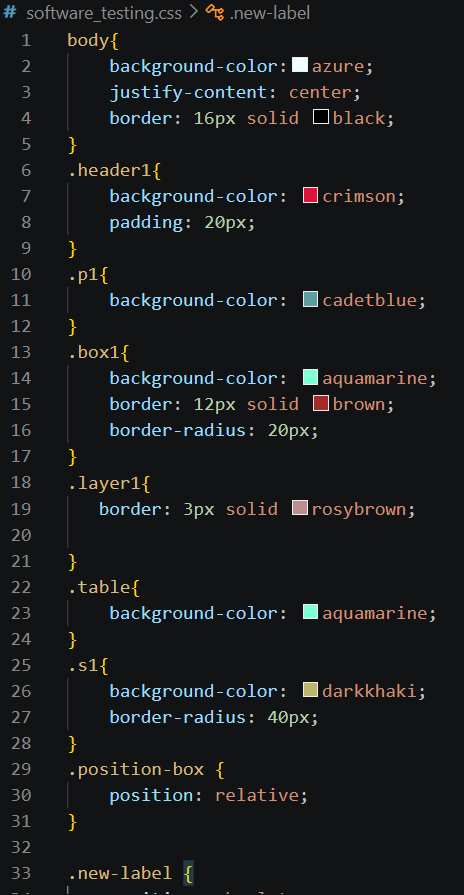 # software_testing.css > .new-label
1 body{
2 background-color: azure;
3 justify-content: center;
4 border: 16px solid black;
5 }
6 .header1{
7 background-color: crimson;
8 padding: 20px;
9 }
10 .p1{
11 background-color: cadetblue;
12 }
13 .box1{
14 background-color: aquamarine;
15 border: 12px solid brown;
16 border-radius: 20px;
17 }
18 .layer1{
19 border: 3px solid rosybrown;
20
21 }
22 .table{
23 background-color: aquamarine;
24 }
25 .s1{
26 background-color: darkkhaki;
27 border-radius: 40px;
28 }
29 .position-box {
30 position: relative;
31 }
32
33 .new-label {